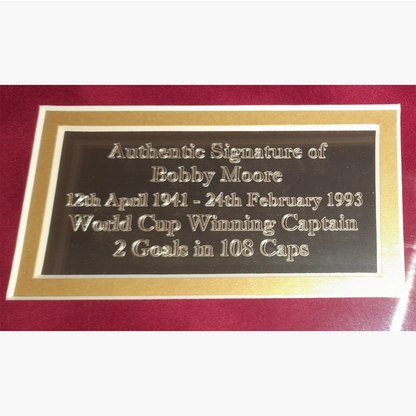 Authentic Signature of
Bobby Moore
12th April 1941 - 24th February 1993
World Cup Winning Captain
2 Goals in 108 Caps